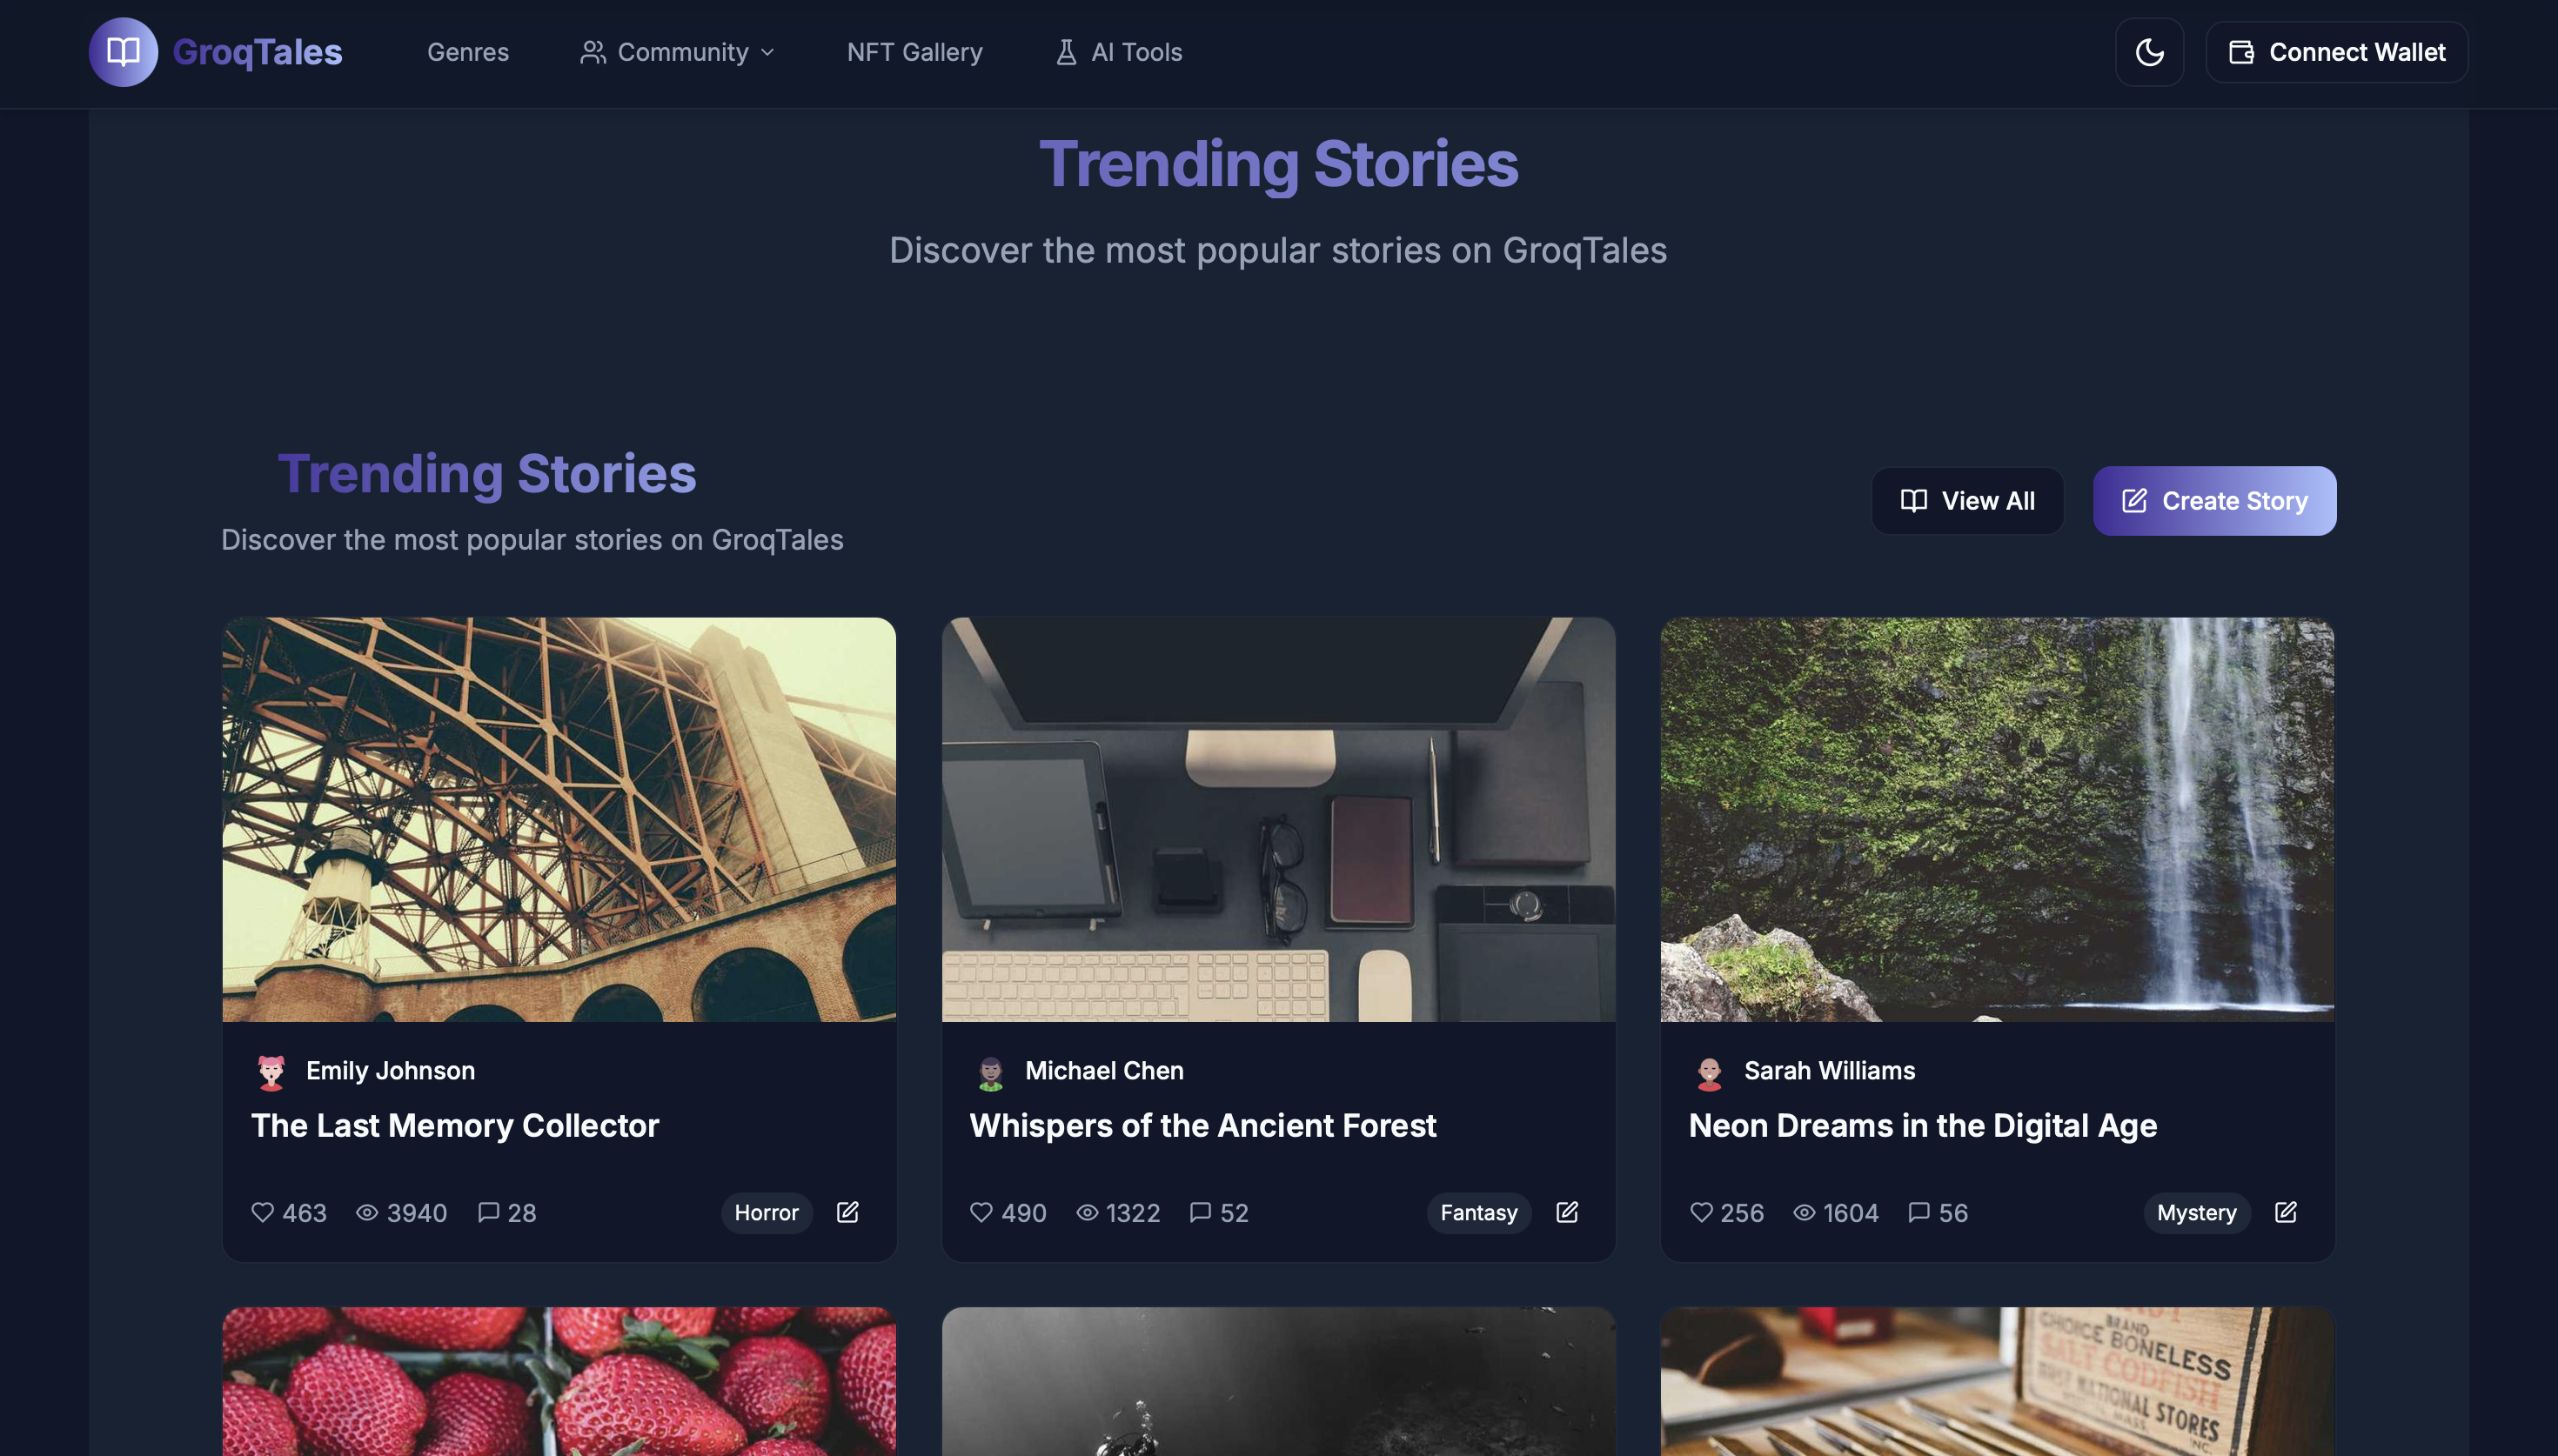 GroqTales
Genres
Community
NFT Gallery
AI Tools
Connect Wallet
Trending Stories
Discover the most popular stories on GroqTales
Trending Stories
Discover the most popular stories on GroqTales
View All
Create Story
Emily Johnson
The Last Memory Collector
463 3940 28 Horror
Michael Chen
Whispers of the Ancient Forest
490 1322 52 Fantasy
Sarah Williams
Neon Dreams in the Digital Age
256 1604 56 Mystery
BRAND
CHOICE BONELESS
SALT CODFISH
NATIONAL STORES
INC.